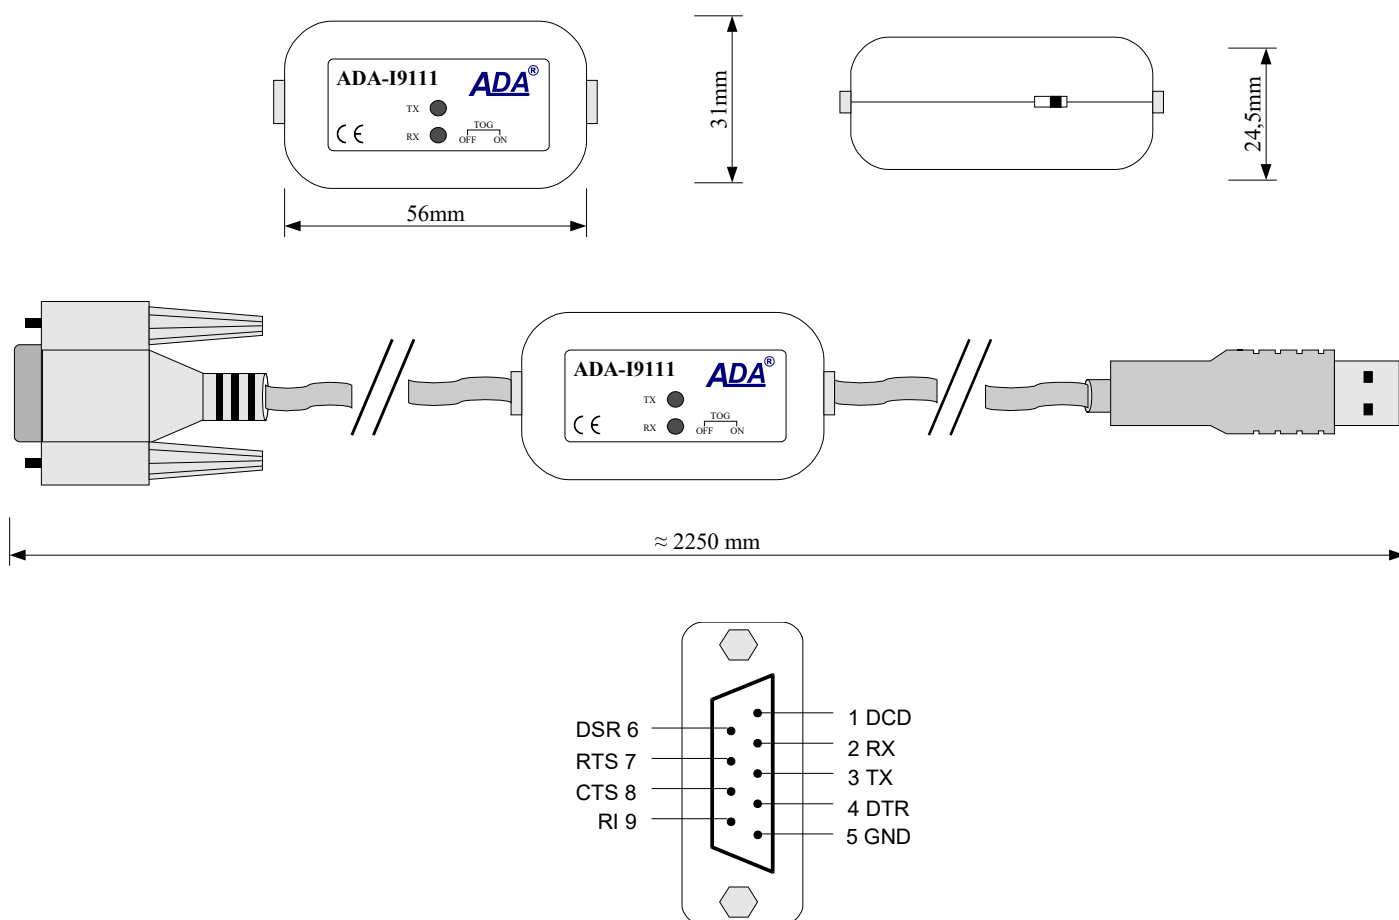 ADA-I9111
ADA®
TX
RX
TOG
OFF ON
CE
31mm
24,5mm
56mm
ADA-I9111
ADA®
TX
RX
TOG
OFF ON
CE
≈ 2250 mm
DSR 6
RTS 7
CTS 8
RI 9
1 DCD
2 RX
3 TX
4 DTR
5 GND